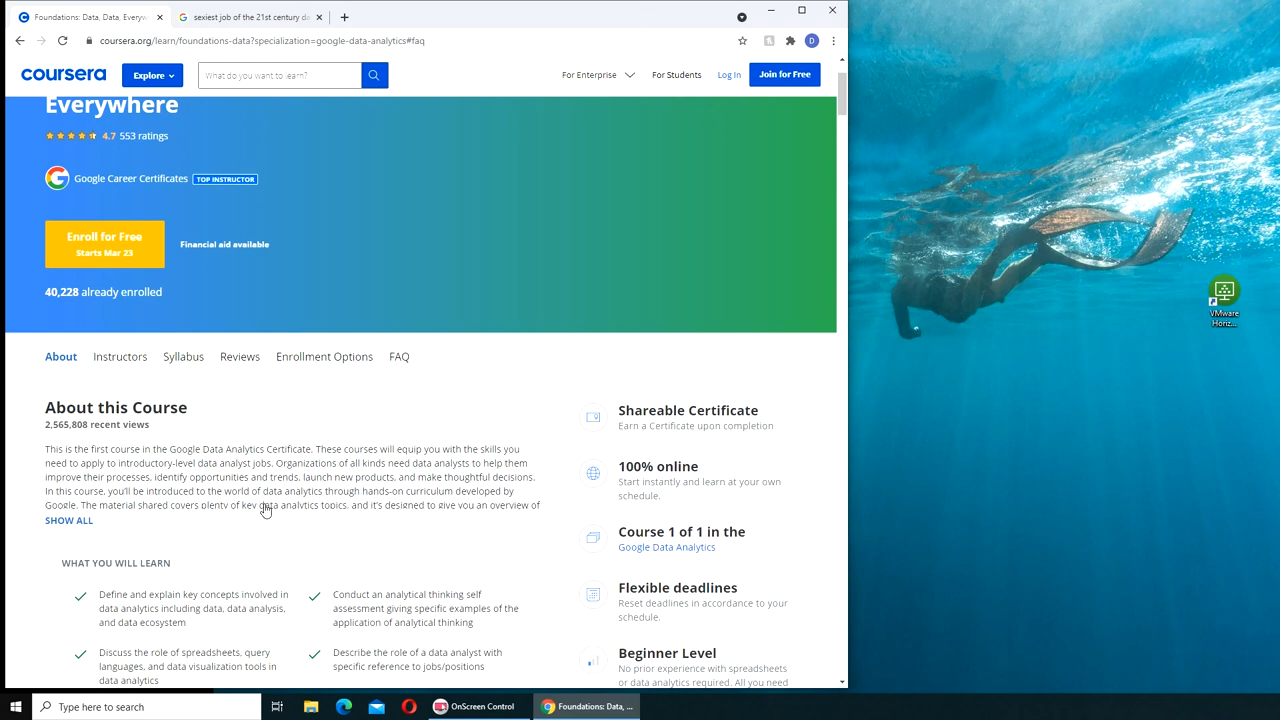 Foundations: Data, Data, Everyw
sexiest job of the 21st century da
coursera.org/learn/foundations-data?specialization=google-data-analytics#faq
D
coursera
Explore
What do you want to learn?
For Enterprise
For Students
Log In
Join for Free
Everywhere
4.7 553 ratings
Google Career Certificates TOP INSTRUCTOR
Enroll for Free
Starts Mar 23
Financial aid available
40,228 already enrolled
About Instructors Syllabus Reviews Enrollment Options FAQ
About this Course
2,565,808 recent views
This is the first course in the Google Data Analytics Certificate. These courses will equip you with the skills you
need to apply to introductory-level data analyst jobs. Organizations of all kinds need data analysts to help them
improve their processes, identify opportunities and trends, launch new products, and make thoughtful decisions.
In this course, you'll be introduced to the world of data analytics through hands-on curriculum developed by
Google. The material shared covers plenty of key data analytics topics, and it's designed to give you an overview of
SHOW ALL
WHAT YOU WILL LEARN
Define and explain key concepts involved in
data analytics including data, data analysis,
and data ecosystem
Conduct an analytical thinking self
assessment giving specific examples of the
application of analytical thinking
Discuss the role of spreadsheets, query
languages, and data visualization tools in
data analytics
Describe the role of a data analyst with
specific reference to jobs/positions
Shareable Certificate
Earn a Certificate upon completion
100% online
Start instantly and learn at your own
schedule.
Course 1 of 1 in the
Google Data Analytics
Flexible deadlines
Reset deadlines in accordance to your
schedule.
Beginner Level
No prior experience with spreadsheets
or data analytics required. All you need
VMware
Horiz...
Type here to search
OnScreen Control
Foundations: Data, ...